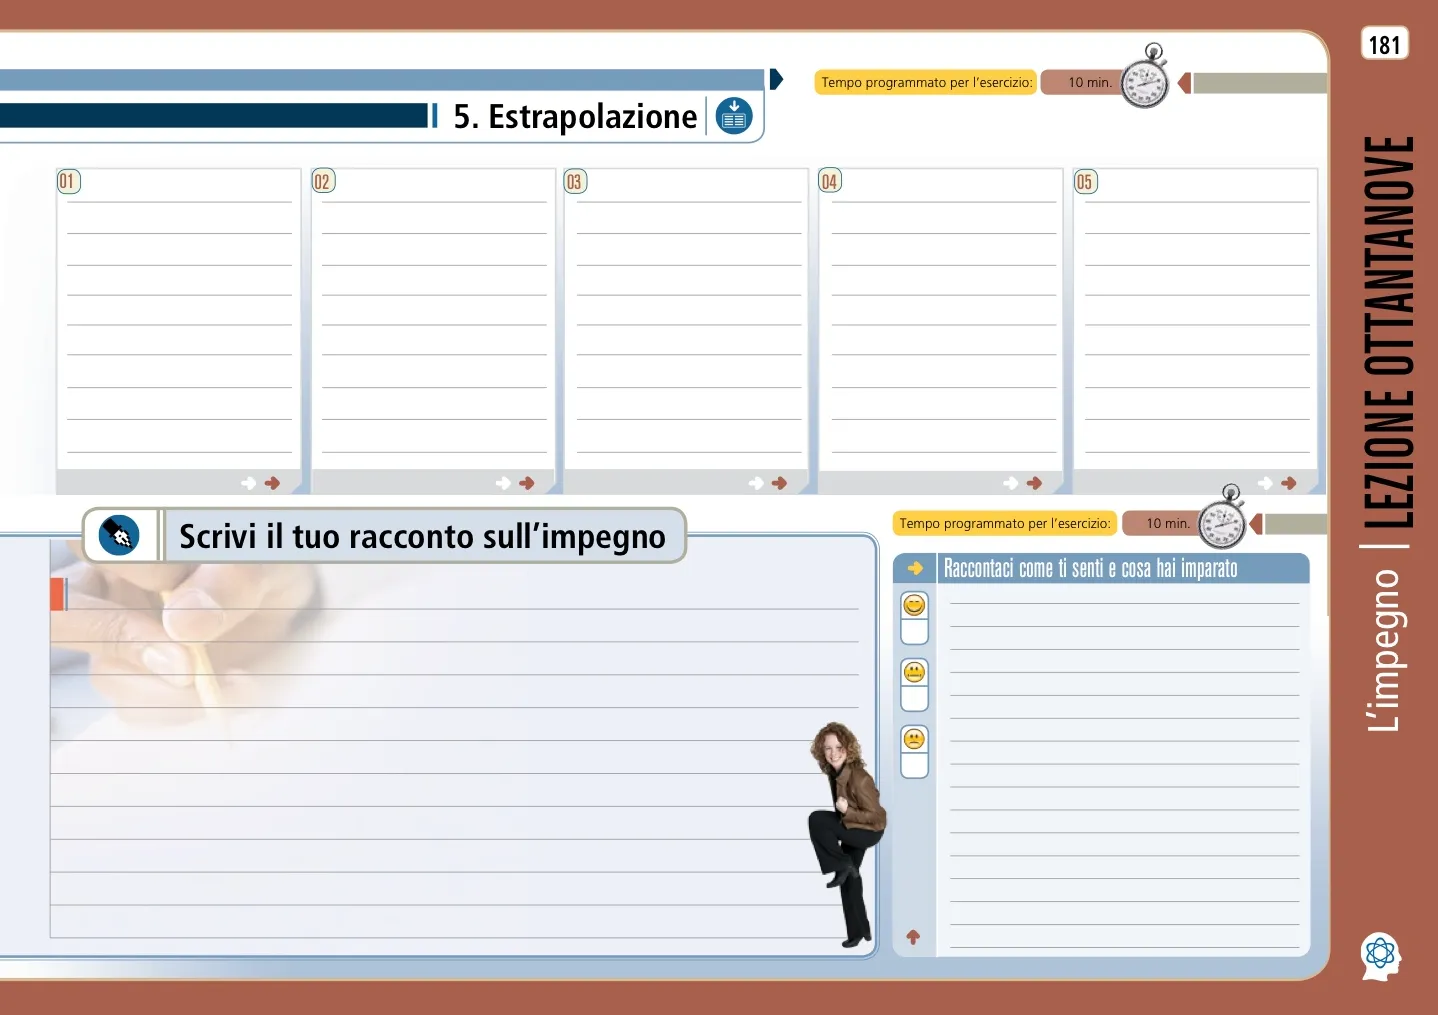 181
Tempo programmato per l'esercizio: 10 min.
5. Estrapolazione
01
02
03
04
05
Scrivi il tuo racconto sull'impegno
Tempo programmato per l'esercizio: 10 min.
Raccontaci come ti senti e cosa hai imparato
L'impegno | LEZIONE OTTANTANOVE